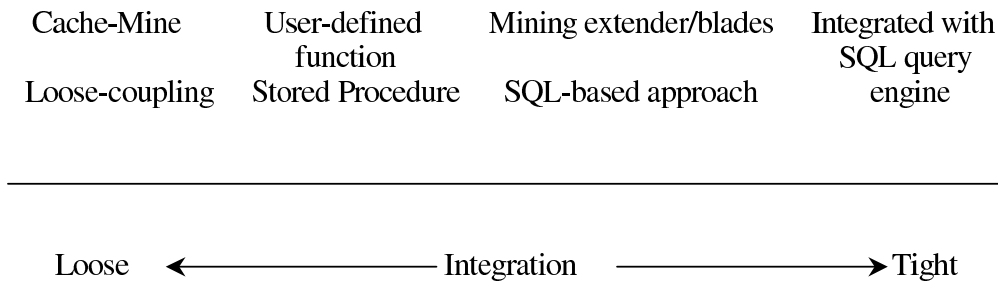 Cache-Mine
Loose-coupling
User-defined
function
Stored Procedure
Mining extender/blades
SQL-based approach
Integrated with
SQL query
engine
Loose
Integration
Tight